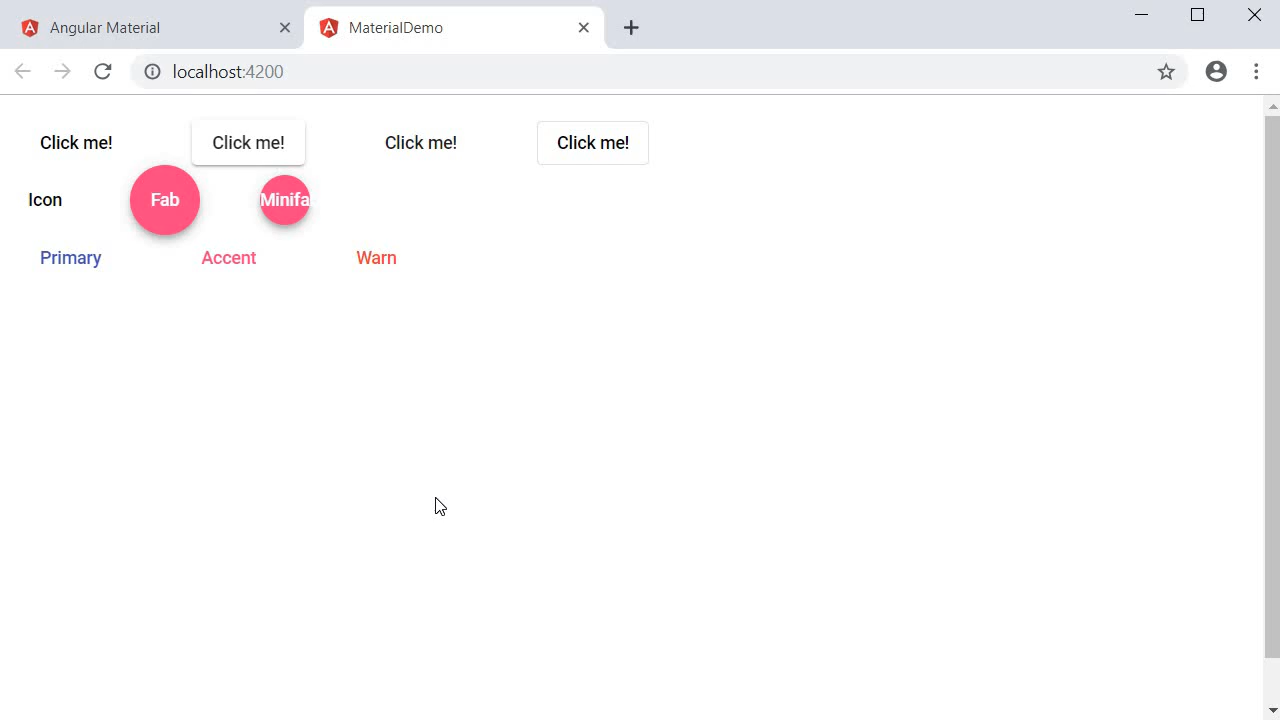 Angular Material MaterialDemo
localhost:4200
Click me! Click me! Click me! Click me!
Icon Fab Minifa
Primary Accent Warn